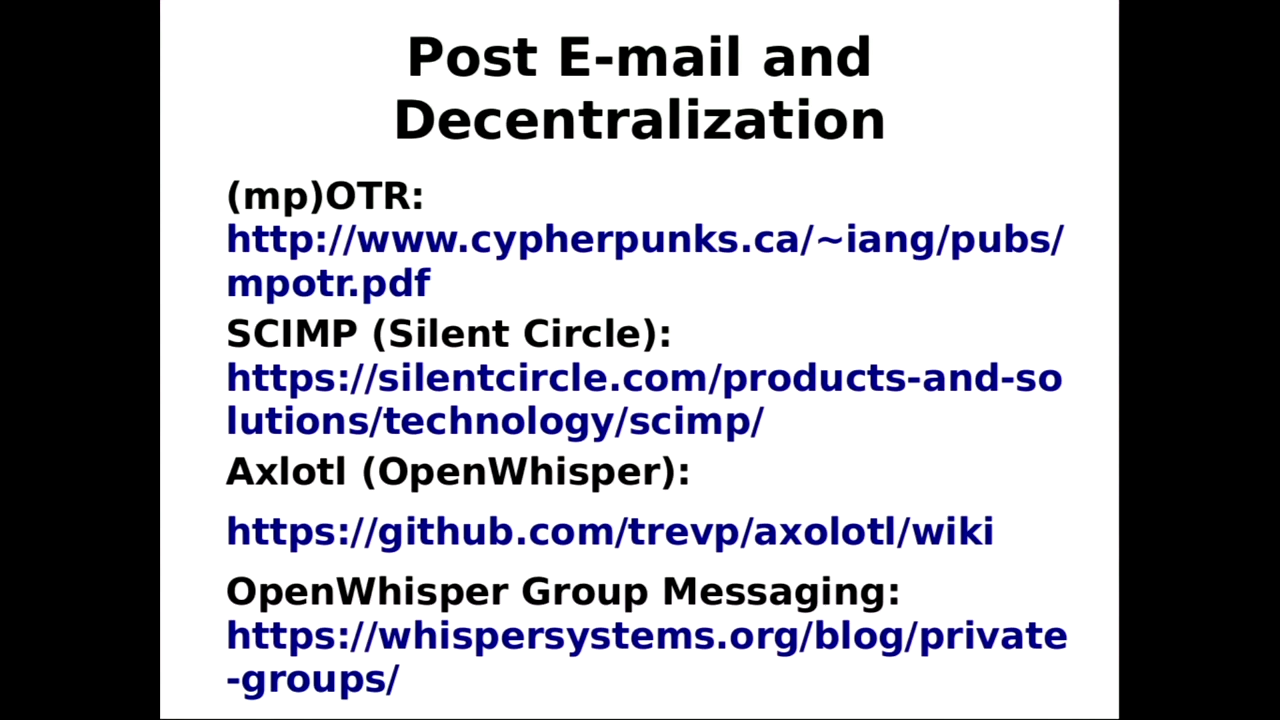 Post E-mail and
Decentralization
(mp)OTR:
http://www.cypherpunks.ca/~iang/pubs/
mpotr.pdf
SCIMP (Silent Circle):
https://silentcircle.com/products-and-so
lutions/technology/scimp/
Axlotl (OpenWhisper):
https://github.com/trevp/axolotl/wiki
OpenWhisper Group Messaging:
https://whispersystems.org/blog/private
-groups/